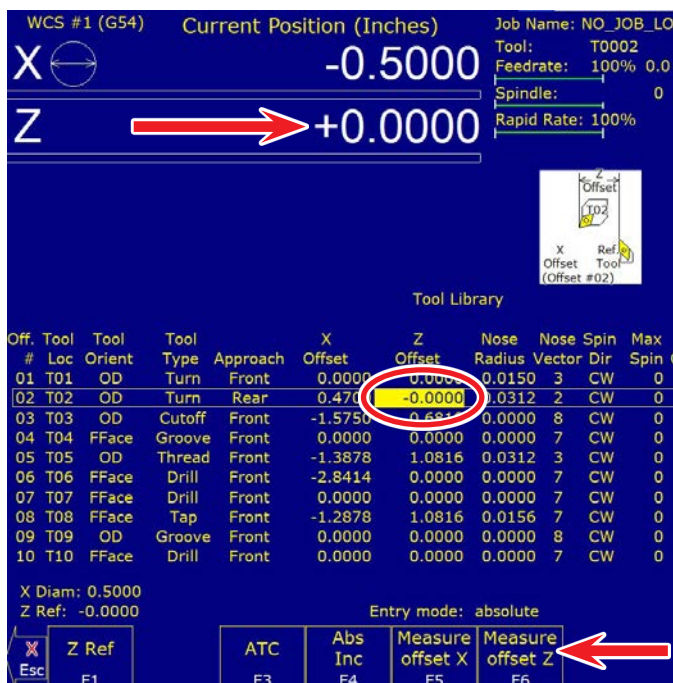 WCS #1 (G54) Current Position (Inches) Job Name: NO_JOB_LO
X -0.5000 Tool: T0002
Feedrate: 100% 0.0
Spindle: 0
Z +0.0000 Rapid Rate: 100%
Z
Offset
T02
X Ref.
Offset Tool
(Offset #02)
Tool Library
Off. Tool Tool Tool X Z Nose Nose Spin Max
# Loc Orient Type Approach Offset Offset Radius Vector Dir Spin
01 T01 OD Turn Front 0.0000 0.0000 0.0150 3 CW 0
02 T02 OD Turn Rear -0.0000 0.0312 2 CW 0
03 T03 OD Cutoff Front -1.5750 0.6810 0.0000 8 CW 0
04 T04 FFace Groove Front 0.0000 0.0000 0.0000 7 CW 0
05 T05 OD Thread Front -1.3878 1.0816 0.0312 3 CW 0
06 T06 FFace Drill Front -2.8414 0.0000 0.0000 7 CW 0
07 T07 FFace Drill Front 0.0000 0.0000 0.0000 7 CW 0
08 T08 FFace Tap Front -1.2878 1.0816 0.0156 7 CW 0
09 T09 OD Groove Front 0.0000 0.0000 0.0000 8 CW 0
10 T10 FFace Drill Front 0.0000 0.0000 0.0000 7 CW 0
X Diam: 0.5000
Z Ref: -0.0000 Entry mode: absolute
X Z Ref ATC Abs Measure Measure
Esc Inc offset X offset Z
F1 F3 F4 F5 F6